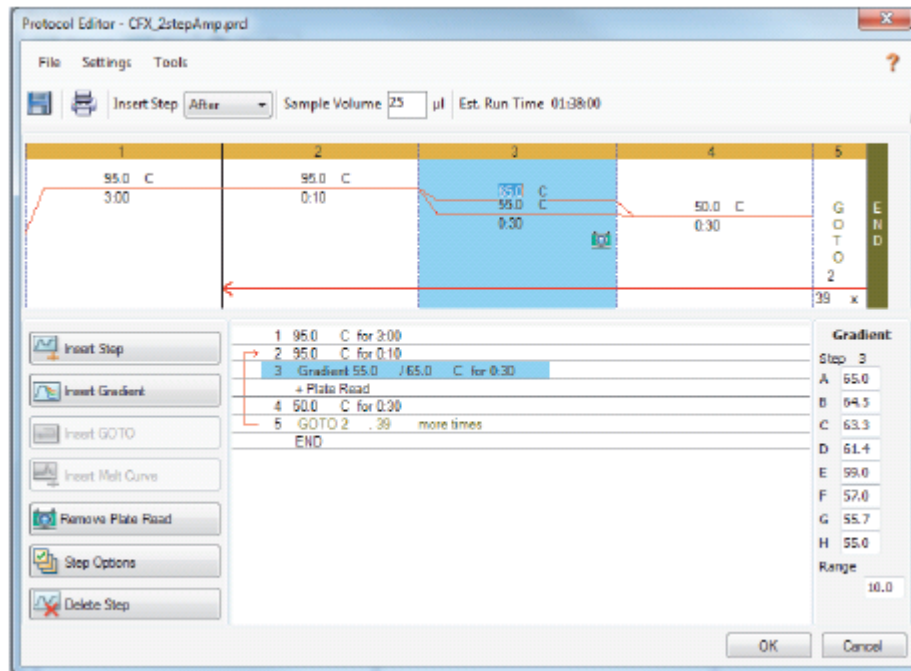 Protocol Editor - CFX_2stepAmp.prcl
File Settings Tools
?
Insert Step After Sample Volume 25 µl Est. Run Time 01:38:00
1 2 3 4 5
95.0 C
3:00
95.0 C
0:10
65.0 C
55.0 C
0:30
50.0 C
0:30
GOTO
2
39 x
END
Insert Step
Insert Gradient
Insert GOTO
Insert Melt Curve
Remove Plate Read
Step Options
Delete Step
1 95.0 C for 3:00
2 95.0 C for 0:10
3 Gradient 55.0 /65.0 C for 0:30
+ Plate Read
4 50.0 C for 0:30
5 GOTO 2 , 39 more times
END
Gradient
Step 3
A 65.0
B 64.5
C 63.3
D 61.4
E 59.0
F 57.0
G 55.7
H 55.0
Range
10.0
OK Cancel